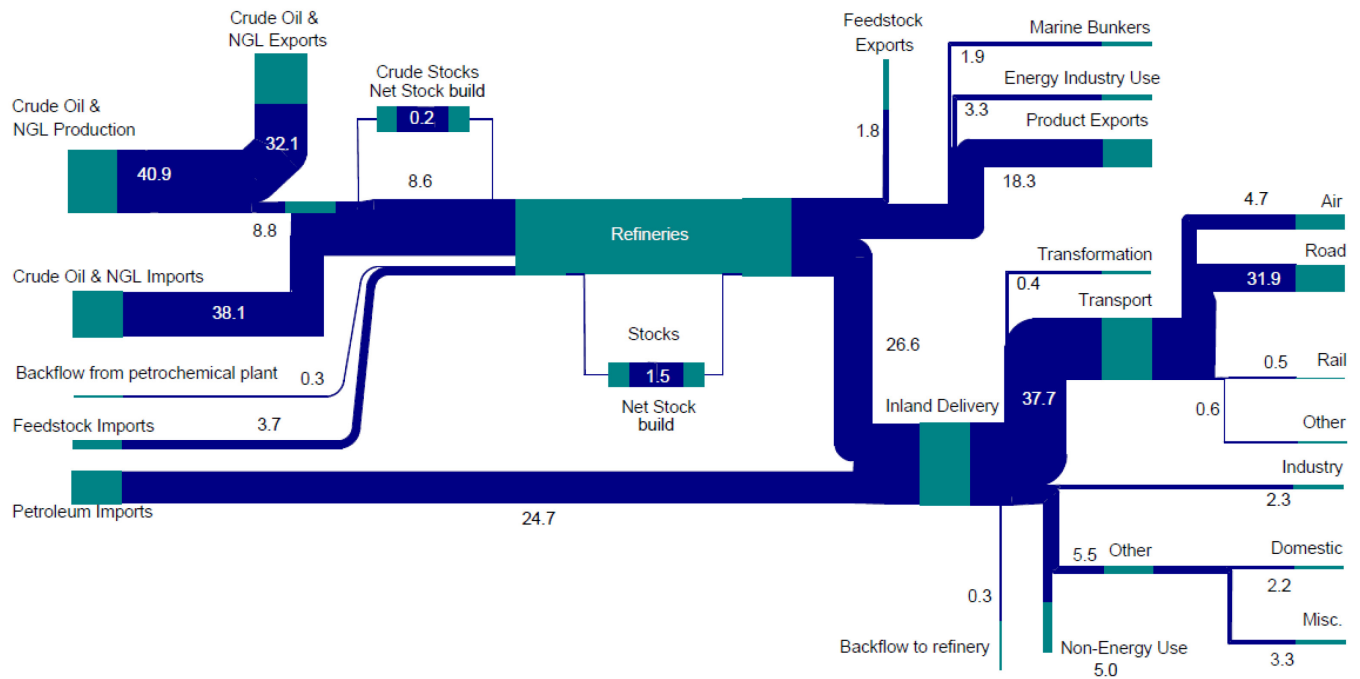 Crude Oil &
NGL Exports
Feedstock
Exports
Marine Bunkers
1.9
Crude Stocks
Net Stock build
0.2
Energy Industry Use
3.3
Crude Oil &
NGL Production
40.9
32.1
1.8
Product Exports
18.3
8.6
8.8
4.7
Air
Refineries
Transformation
0.4
Road
31.9
Crude Oil & NGL Imports
38.1
Transport
Stocks
1.5
Net Stock
build
26.6
Backflow from petrochemical plant
0.3
0.5
Rail
Inland Delivery
37.7
0.6
Other
Feedstock Imports
3.7
Industry
2.3
Petroleum Imports
24.7
5.5
Other
Domestic
2.2
0.3
Misc.
3.3
Backflow to refinery
Non-Energy Use
5.0